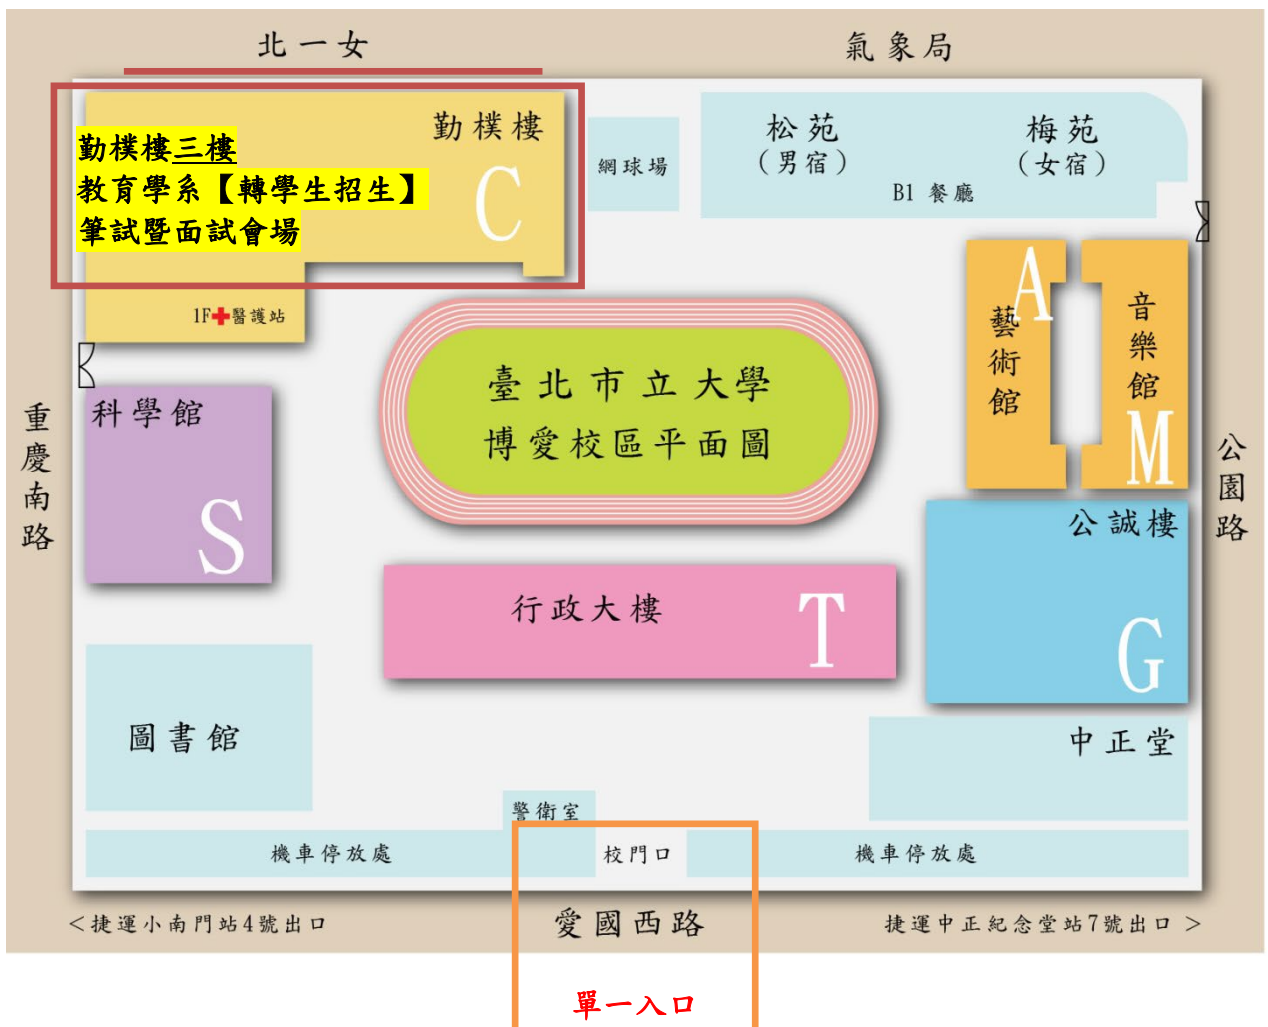 北一女
氣象局
勤樸樓
C
勤樸樓三樓
教育學系【轉學生招生】
筆試暨面試會場
1F醫護站
網球場
松苑
（男宿）
梅苑
（女宿）
B1 餐廳
A
藝術館
音樂館
M
臺北市立大學
博愛校區平面圖
重慶南路
科學館
S
公園路
公誠樓
G
行政大樓
T
圖書館
中正堂
警衛室
機車停放處
校門口
機車停放處
<捷運小南門站4號出口
愛國西路
捷運中正紀念堂站7號出口 >
單一入口